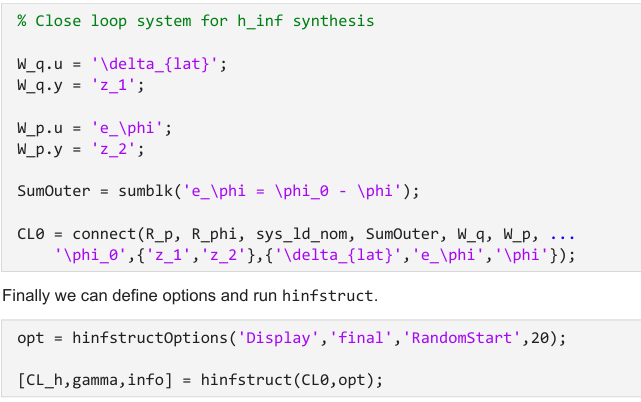 % Close loop system for h_inf synthesis
W_q.u = '\delta_{lat}';
W_q.y = 'z_1';
W_p.u = 'e_\phi';
W_p.y = 'z_2';
SumOuter = sumblk('e_\phi = \phi_0 - \phi');
CL0 = connect(R_p, R_phi, sys_ld_nom, SumOuter, W_q, W_p, ...
'\phi_0',{'z_1','z_2'},{'\delta_{lat}','e_\phi','\phi'});
Finally we can define options and run hinfstruct.
opt = hinfstructOptions('Display','final','RandomStart',20);
[CL_h,gamma,info] = hinfstruct(CL0,opt);